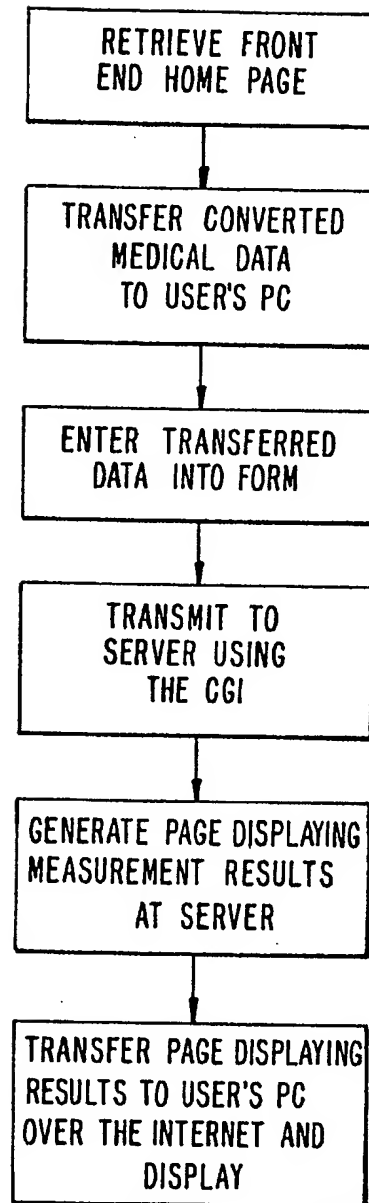 RETRIEVE FRONT
END HOME PAGE
TRANSFER CONVERTED
MEDICAL DATA
TO USER'S PC
ENTER TRANSFERRED
DATA INTO FORM
TRANSMIT TO
SERVER USING
THE CGI
GENERATE PAGE DISPLAYING
MEASUREMENT RESULTS
AT SERVER
TRANSFER PAGE DISPLAYING
RESULTS TO USER'S PC
OVER THE INTERNET AND
DISPLAY